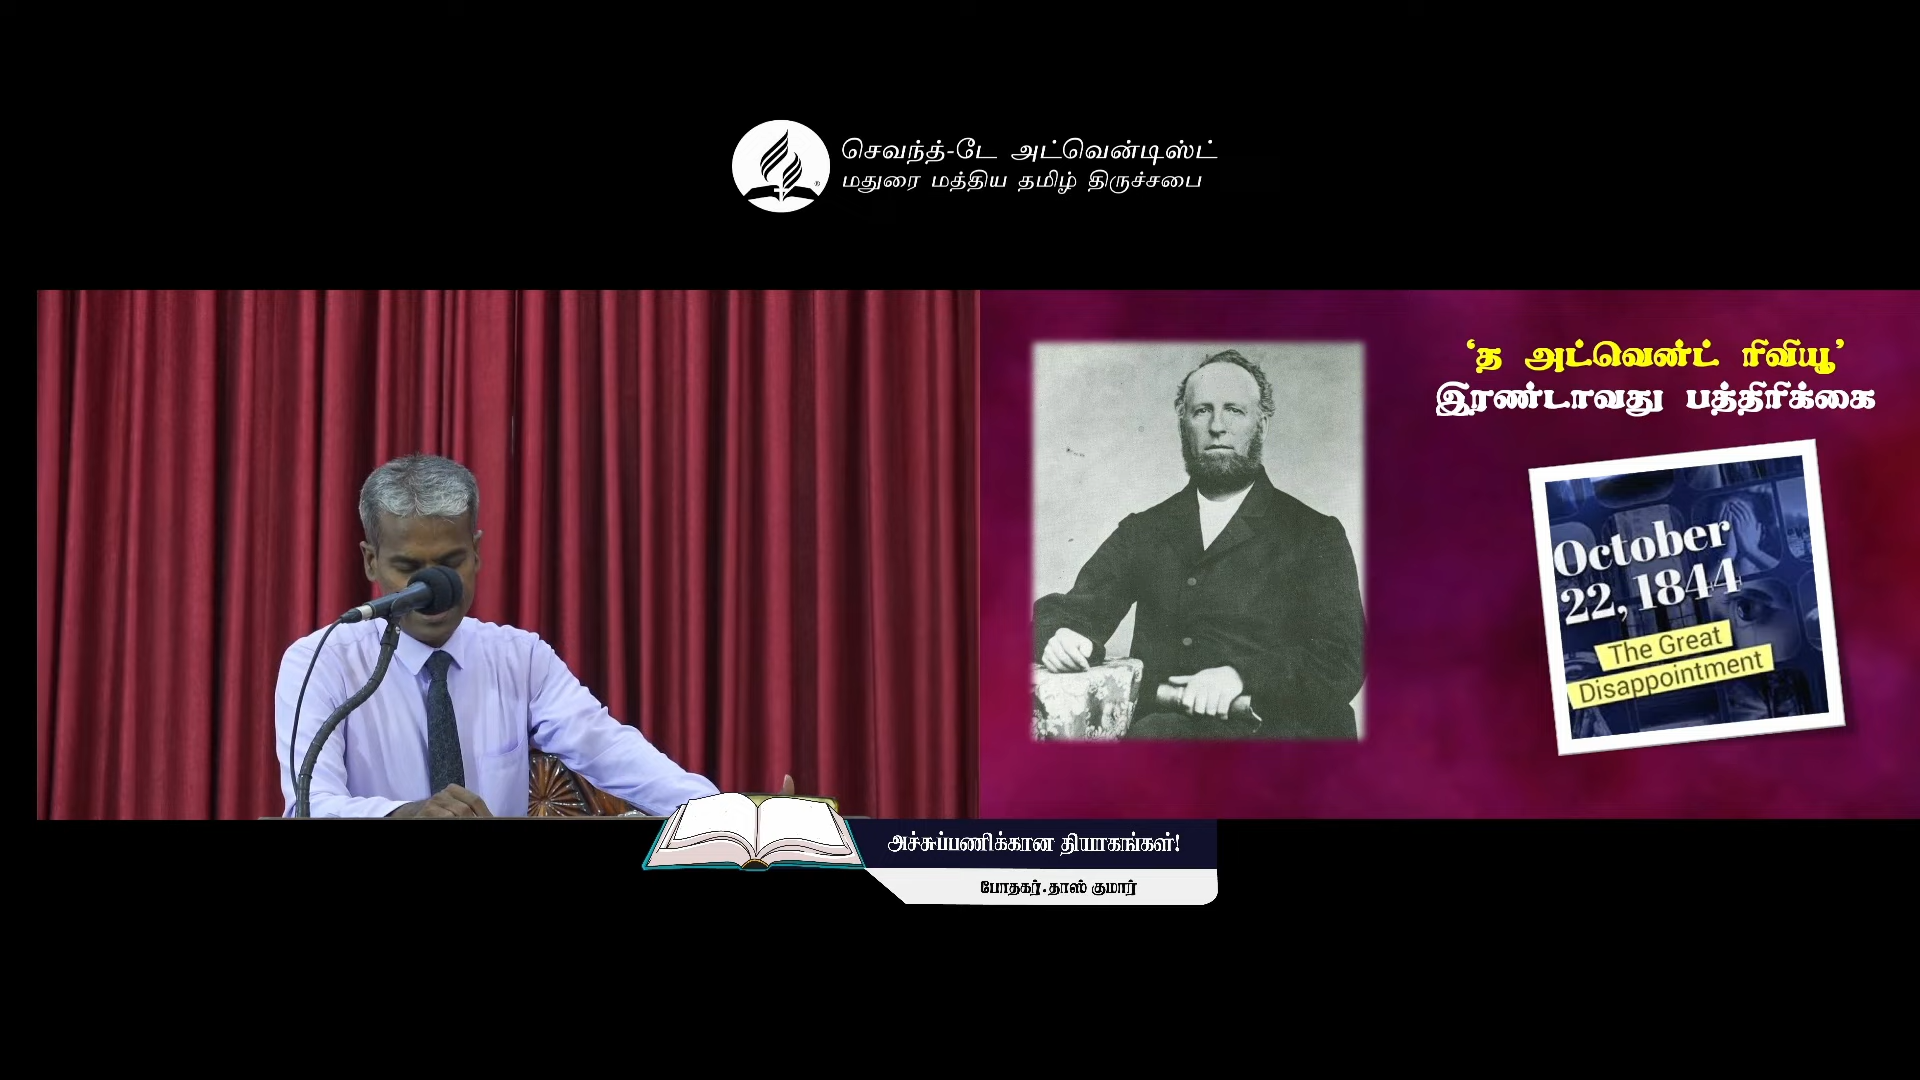 செவந்த்-டே அட்வென்டிஸ்ட்
மதுரை மத்திய தமிழ் திருச்சபை
‘த அட்வென்ட் ரிவியூ’
இரண்டாவது பத்திரிக்கை
October
22, 1844
The Great
Disappointment
அச்சுப்பணிக்கான தியாகங்கள்!
போதகர்.தாஸ் குமார்